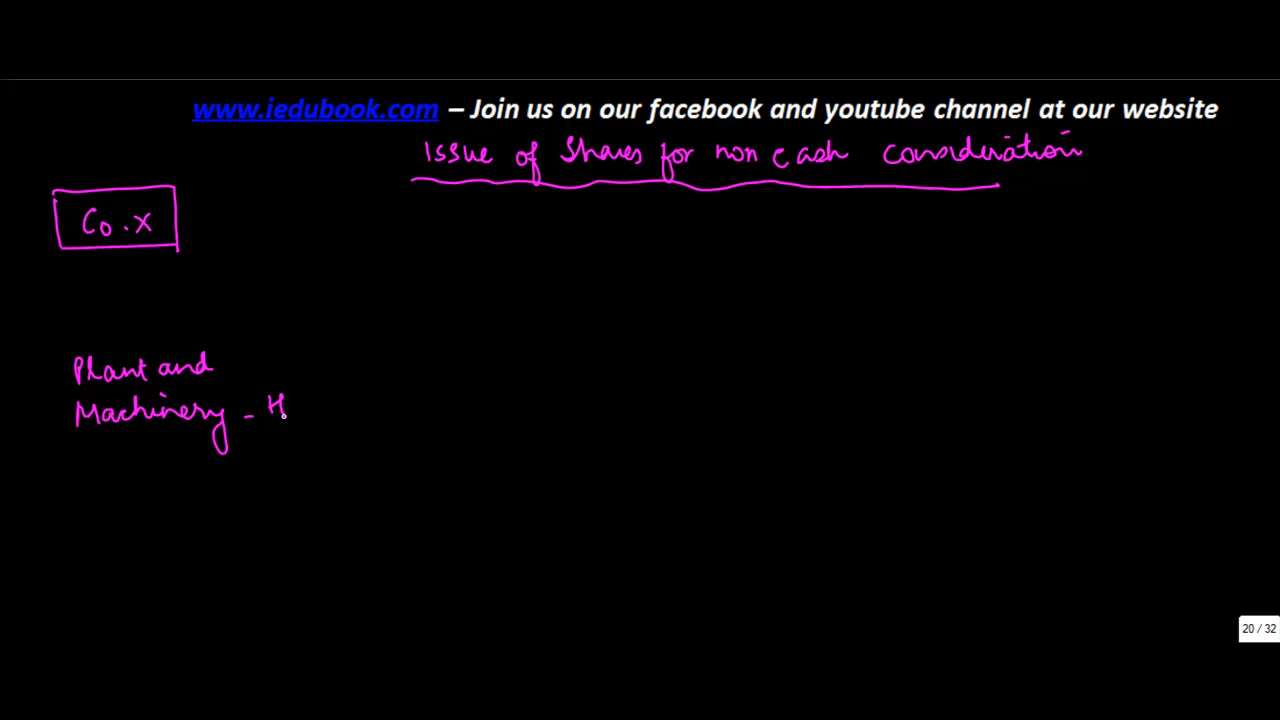 www.iedubook.com – Join us on our facebook and youtube channel at our website
Issue of Shares for non cash consideration
Co. X
Plant and
Machinery - H
20 / 32